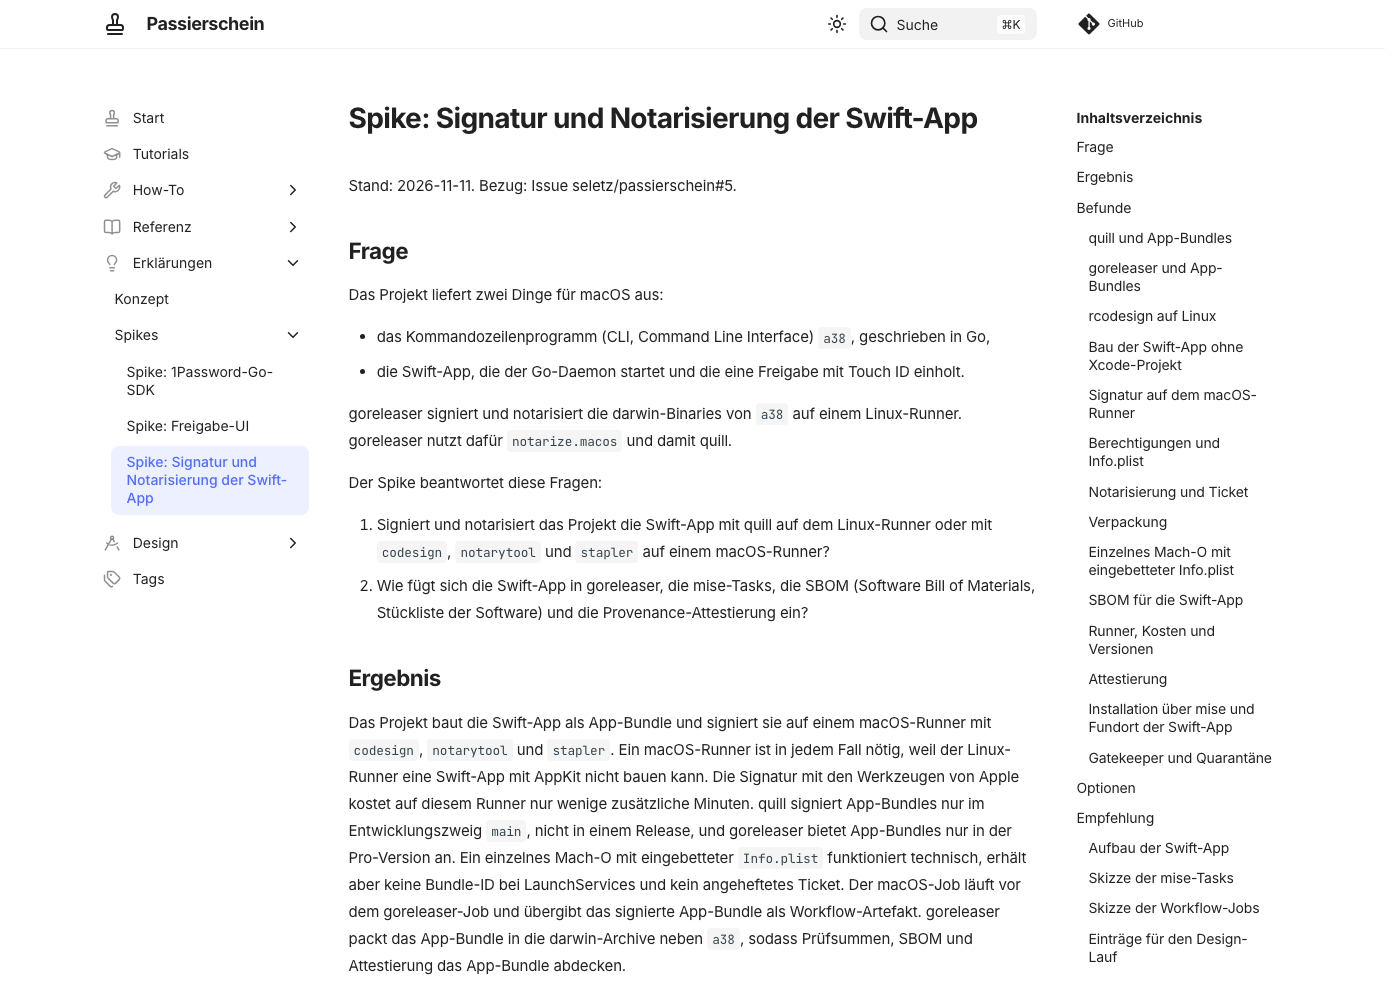 Passierschein
Suche
⌘K
GitHub
Start
Tutorials
How-To
Referenz
Erklärungen
Konzept
Spikes
Spike: 1Password-Go-
SDK
Spike: Freigabe-UI
Spike: Signatur und
Notarisierung der Swift-
App
Design
Tags
Spike: Signatur und Notarisierung der Swift-App
Stand: 2026-11-11. Bezug: Issue seletz/passierschein#5.
Frage
Das Projekt liefert zwei Dinge für macOS aus:
• das Kommandozeilenprogramm (CLI, Command Line Interface) a38, geschrieben in Go,
• die Swift-App, die der Go-Daemon startet und die eine Freigabe mit Touch ID einholt.
goreleaser signiert und notarisiert die darwin-Binaries von a38 auf einem Linux-Runner.
goreleaser nutzt dafür notarize.macos und damit quill.
Der Spike beantwortet diese Fragen:
1. Signiert und notarisiert das Projekt die Swift-App mit quill auf dem Linux-Runner oder mit
codesign, notarytool und stapler auf einem macOS-Runner?
2. Wie fügt sich die Swift-App in goreleaser, die mise-Tasks, die SBOM (Software Bill of Materials,
Stückliste der Software) und die Provenance-Attestierung ein?
Ergebnis
Das Projekt baut die Swift-App als App-Bundle und signiert sie auf einem macOS-Runner mit
codesign, notarytool und stapler. Ein macOS-Runner ist in jedem Fall nötig, weil der Linux-
Runner eine Swift-App mit AppKit nicht bauen kann. Die Signatur mit den Werkzeugen von Apple
kostet auf diesem Runner nur wenige zusätzliche Minuten. quill signiert App-Bundles nur im
Entwicklungszweig main, nicht in einem Release, und goreleaser bietet App-Bundles nur in der
Pro-Version an. Ein einzelnes Mach-O mit eingebetteter Info.plist funktioniert technisch, erhält
aber keine Bundle-ID bei LaunchServices und kein angeheftetes Ticket. Der macOS-Job läuft vor
dem goreleaser-Job und übergibt das signierte App-Bundle als Workflow-Artefakt. goreleaser
packt das App-Bundle in die darwin-Archive neben a38, sodass Prüfsummen, SBOM und
Attestierung das App-Bundle abdecken.
Inhaltsverzeichnis
Frage
Ergebnis
Befunde
quill und App-Bundles
goreleaser und App-
Bundles
rcodesign auf Linux
Bau der Swift-App ohne
Xcode-Projekt
Signatur auf dem macOS-
Runner
Berechtigungen und
Info.plist
Notarisierung und Ticket
Verpackung
Einzelnes Mach-O mit
eingebetteter Info.plist
SBOM für die Swift-App
Runner, Kosten und
Versionen
Attestierung
Installation über mise und
Fundort der Swift-App
Gatekeeper und Quarantäne
Optionen
Empfehlung
Aufbau der Swift-App
Skizze der mise-Tasks
Skizze der Workflow-Jobs
Einträge für den Design-
Lauf